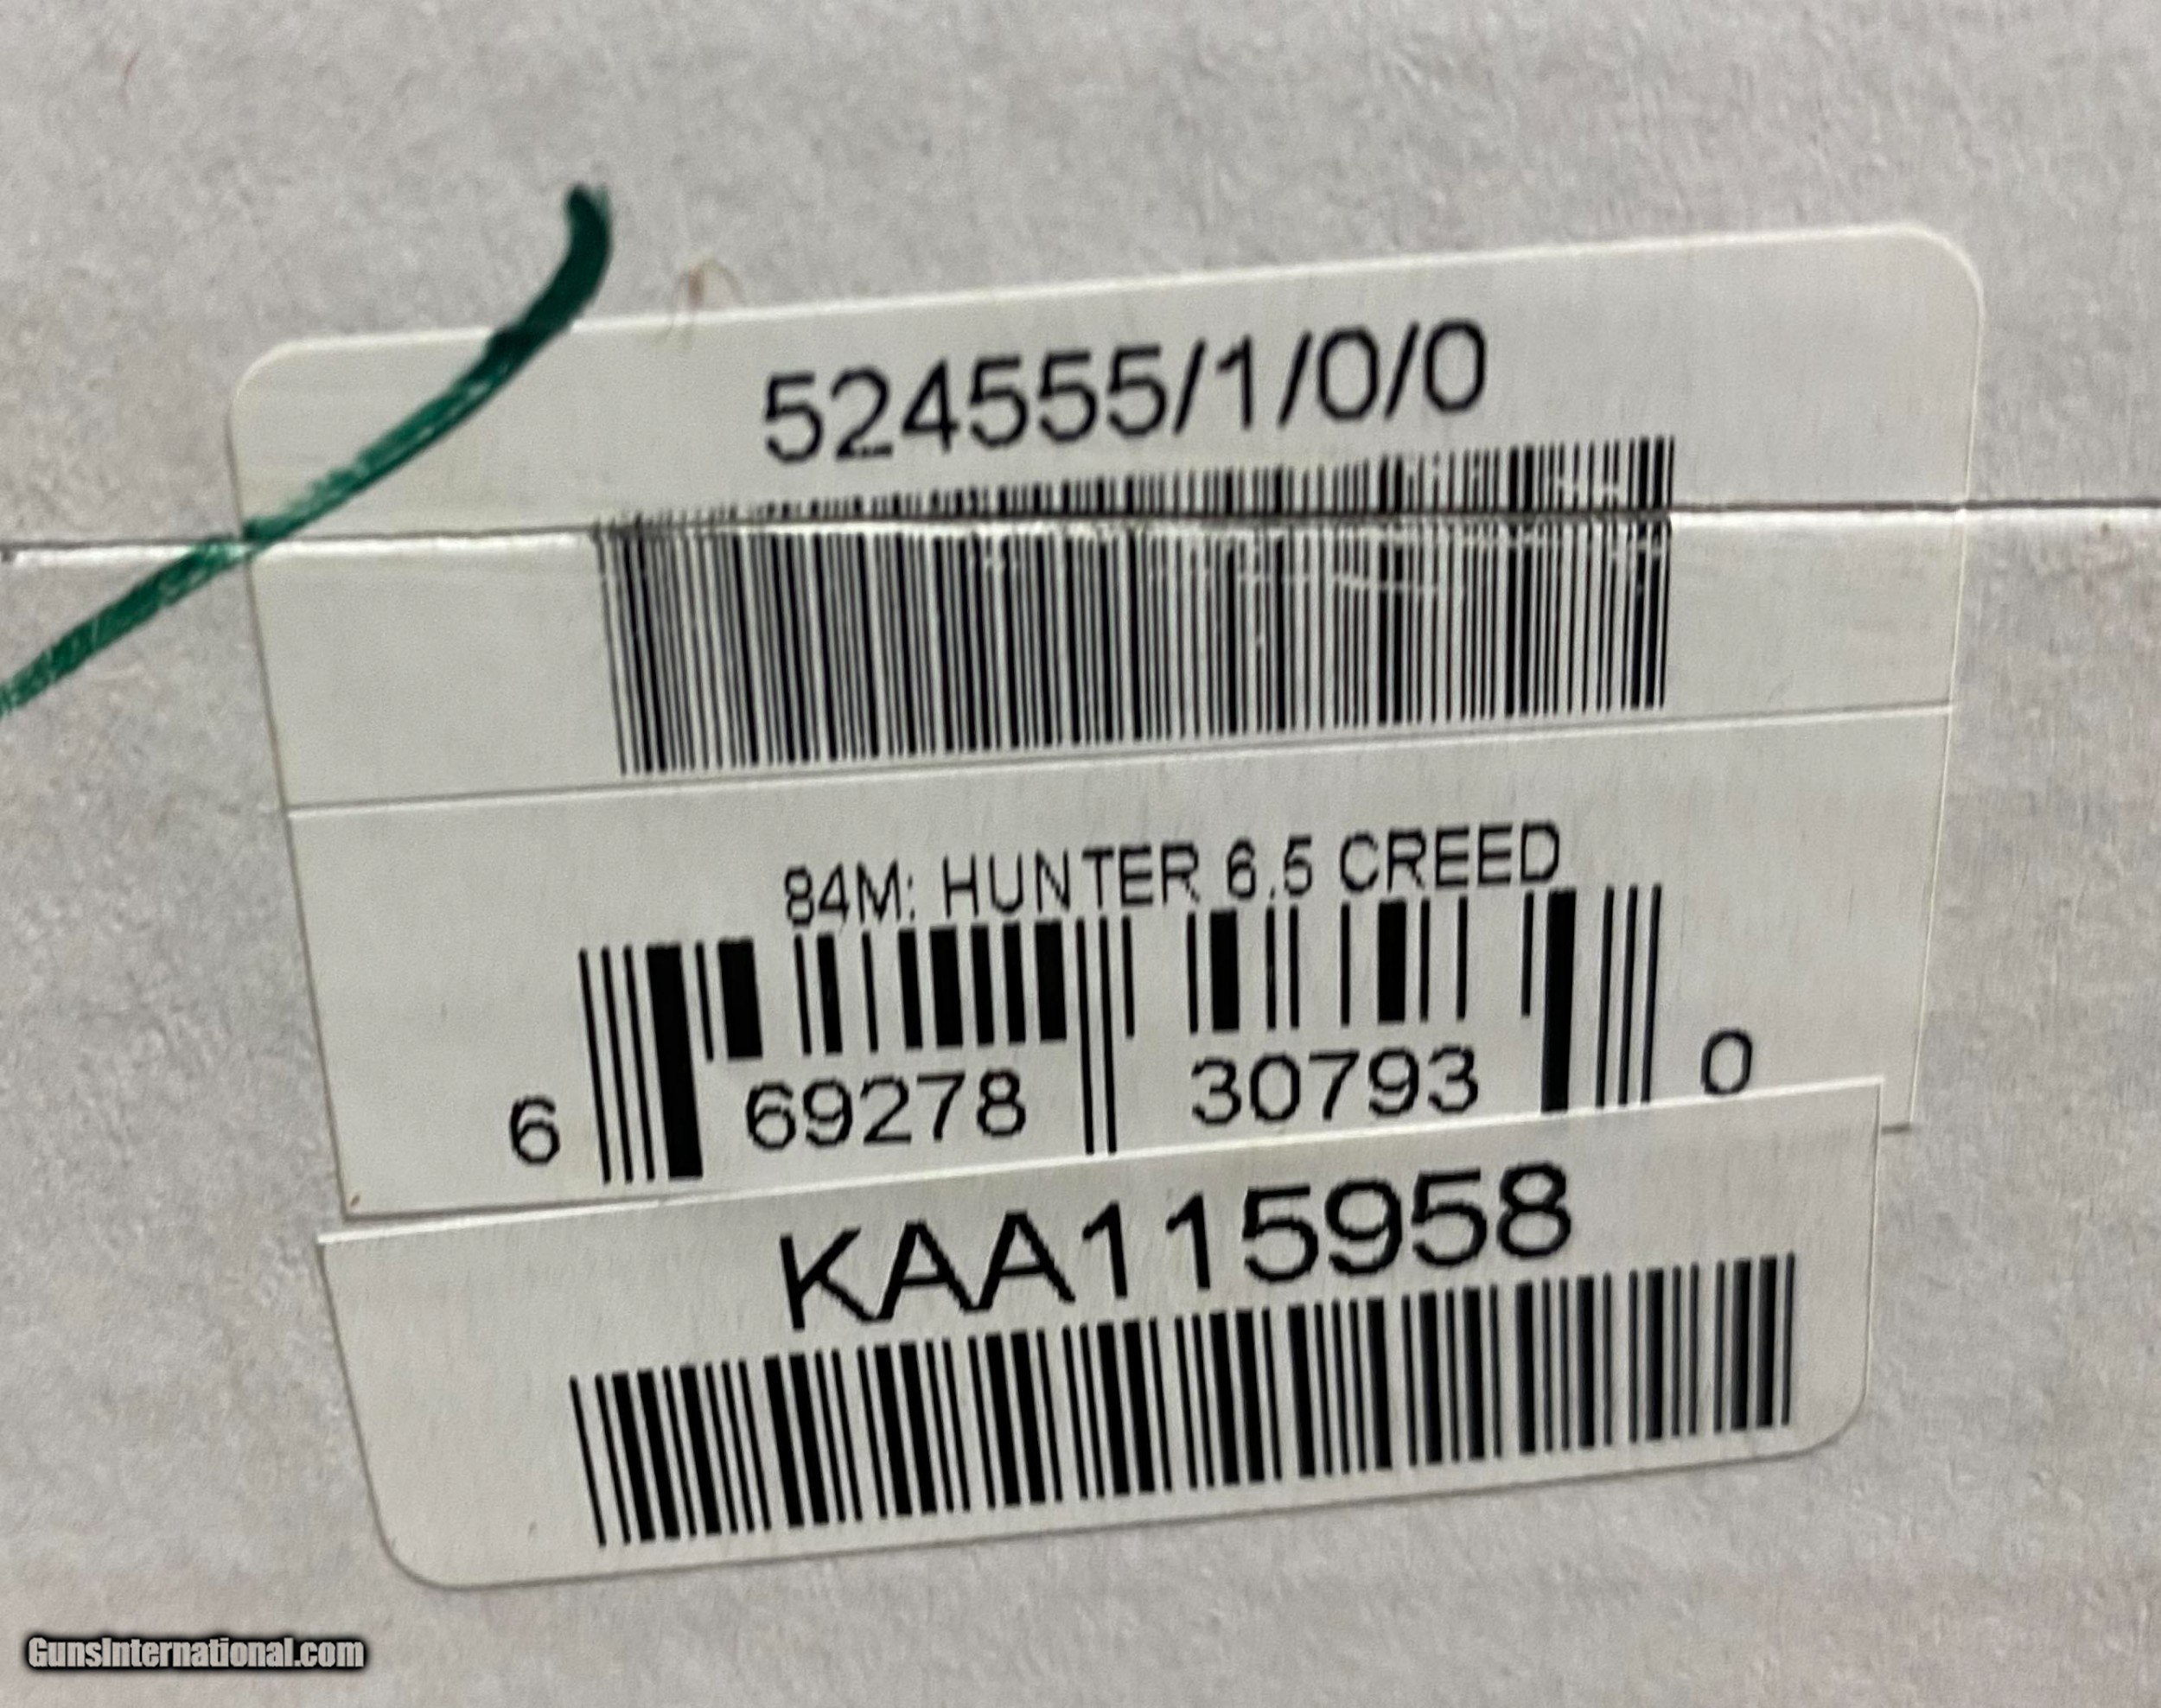 524555/1/0/0
84M: HUNTER 6.5 CREED
6 69278 30793 0
KAA115958
GunsInternational.com